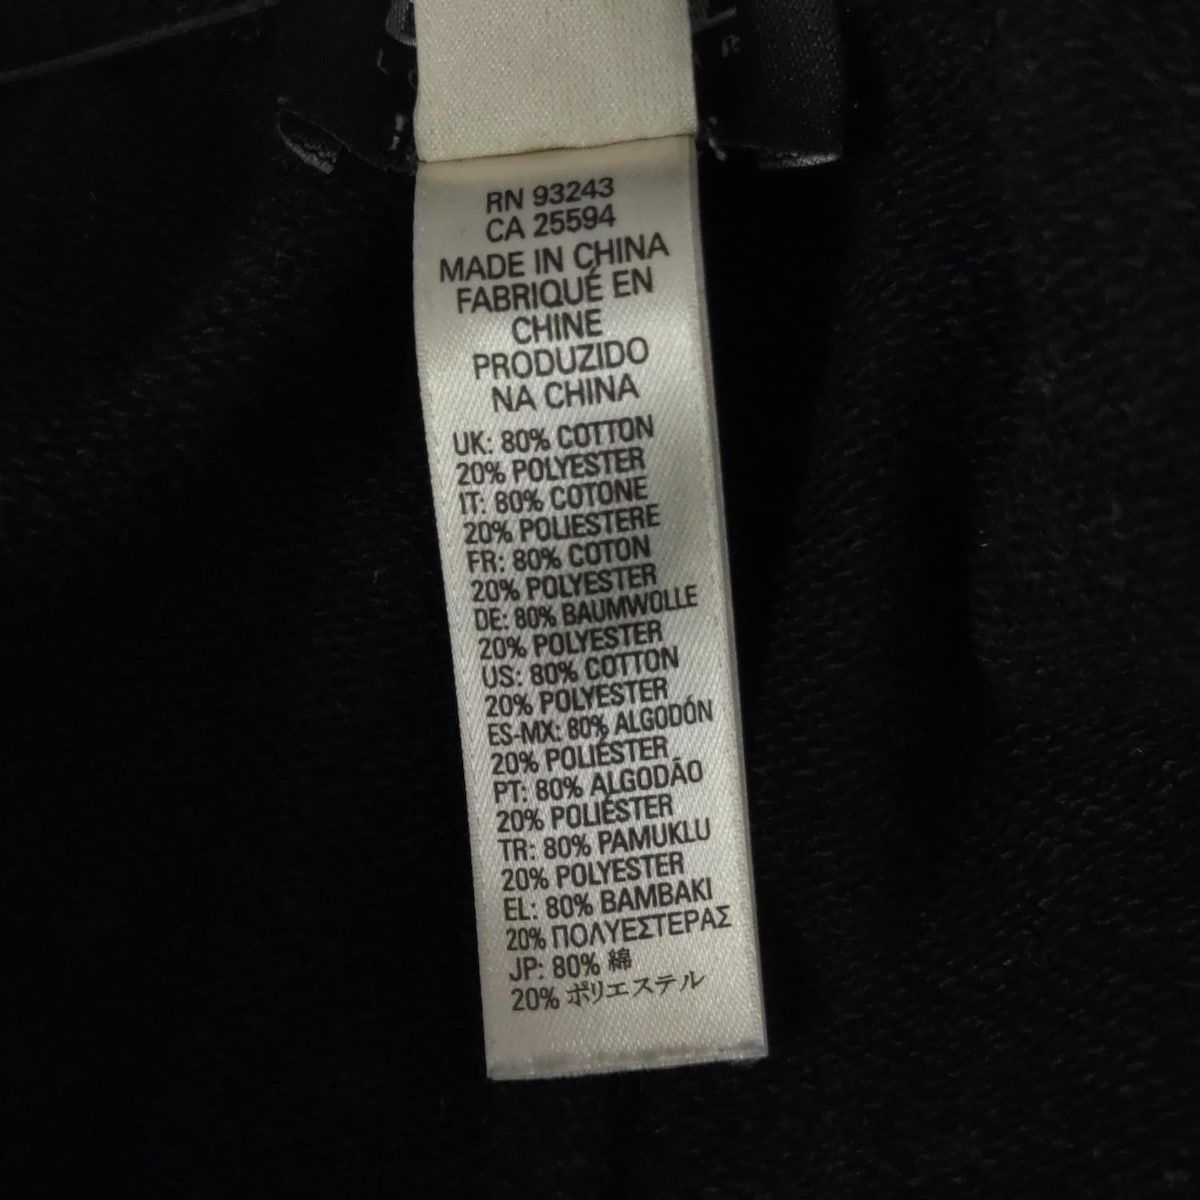 RN 93243
CA 25594
MADE IN CHINA
FABRIQUÉ EN
CHINE
PRODUZIDO
NA CHINA
UK: 80% COTTON
20% POLYESTER
IT: 80% COTONE
20% POLIESTERE
FR: 80% COTON
20% POLYESTER
DE: 80% BAUMWOLLE
20% POLYESTER
US: 80% COTTON
20% POLYESTER
ES-MX: 80% ALGODÓN
20% POLIÉSTER
PT: 80% ALGODÃO
20% POLIÉSTER
TR: 80% PAMUKLU
20% POLYESTER
EL: 80% ΒΑΜΒΑΚΙ
20% ΠΟΛΥΕΣΤΕΡΑΣ
JP: 80% 綿
20% ポリエステル